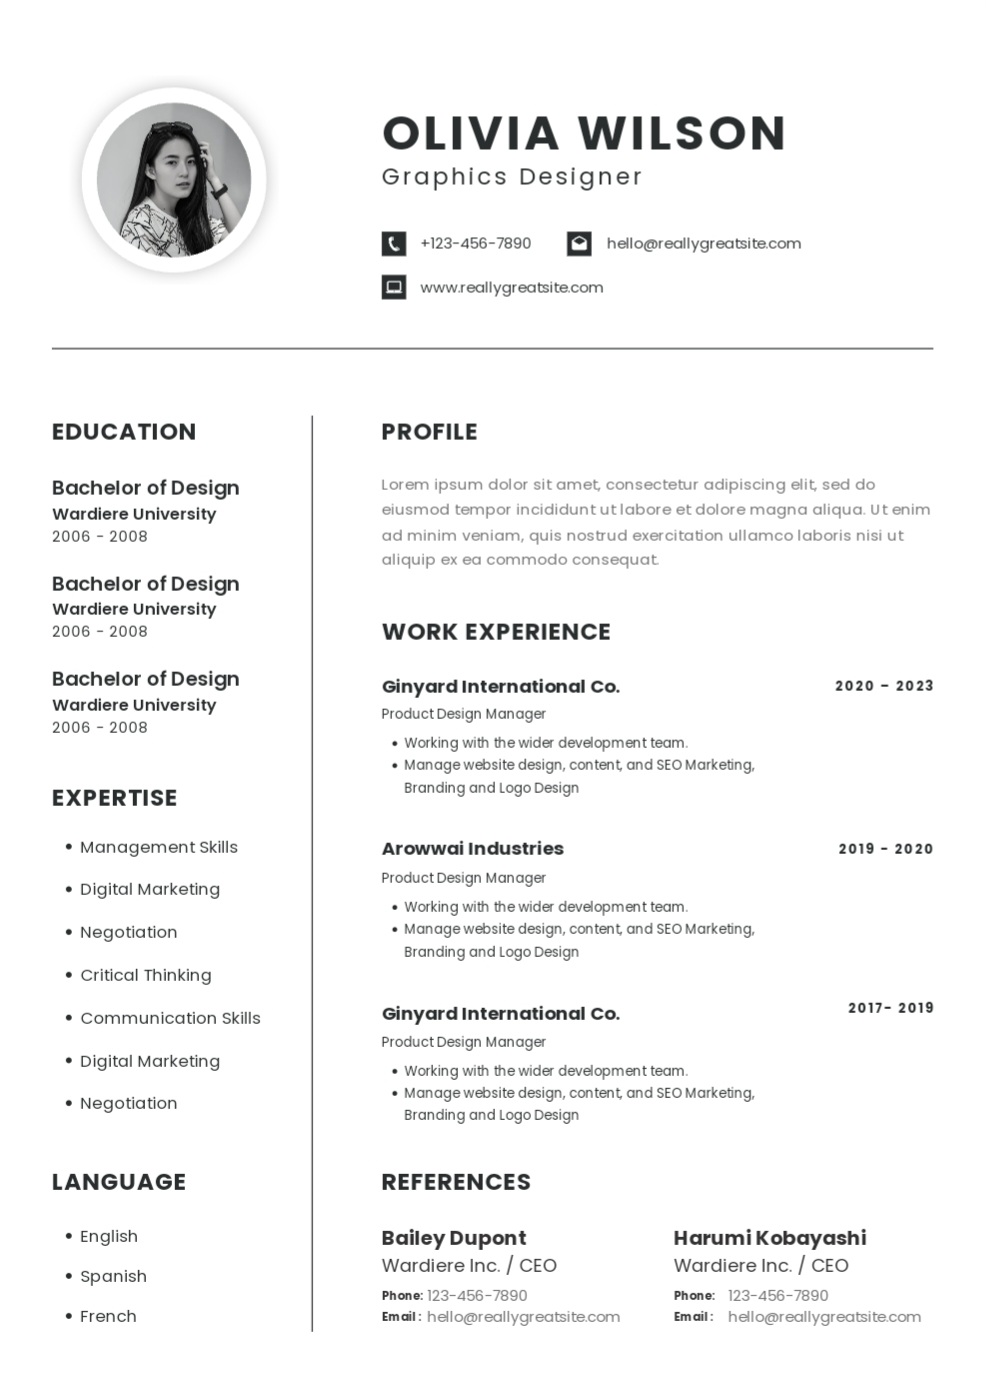 OLIVIA WILSON
Graphics Designer
+123-456-7890 hello@reallygreatsite.com
www.reallygreatsite.com
EDUCATION
Bachelor of Design
Wardiere University
2006 - 2008
Bachelor of Design
Wardiere University
2006 - 2008
Bachelor of Design
Wardiere University
2006 - 2008
EXPERTISE
• Management Skills
• Digital Marketing
• Negotiation
• Critical Thinking
• Communication Skills
• Digital Marketing
• Negotiation
LANGUAGE
• English
• Spanish
• French
PROFILE
Lorem ipsum dolor sit amet, consectetur adipiscing elit, sed do
eiusmod tempor incididunt ut labore et dolore magna aliqua. Ut enim
ad minim veniam, quis nostrud exercitation ullamco laboris nisi ut
aliquip ex ea commodo consequat.
WORK EXPERIENCE
Ginyard International Co. 2020 - 2023
Product Design Manager
• Working with the wider development team.
• Manage website design, content, and SEO Marketing,
Branding and Logo Design
Arowwai Industries 2019 - 2020
Product Design Manager
• Working with the wider development team.
• Manage website design, content, and SEO Marketing,
Branding and Logo Design
Ginyard International Co. 2017- 2019
Product Design Manager
• Working with the wider development team.
• Manage website design, content, and SEO Marketing,
Branding and Logo Design
REFERENCES
Bailey Dupont
Wardiere Inc. / CEO
Phone: 123-456-7890
Email : hello@reallygreatsite.com
Harumi Kobayashi
Wardiere Inc. / CEO
Phone: 123-456-7890
Email : hello@reallygreatsite.com